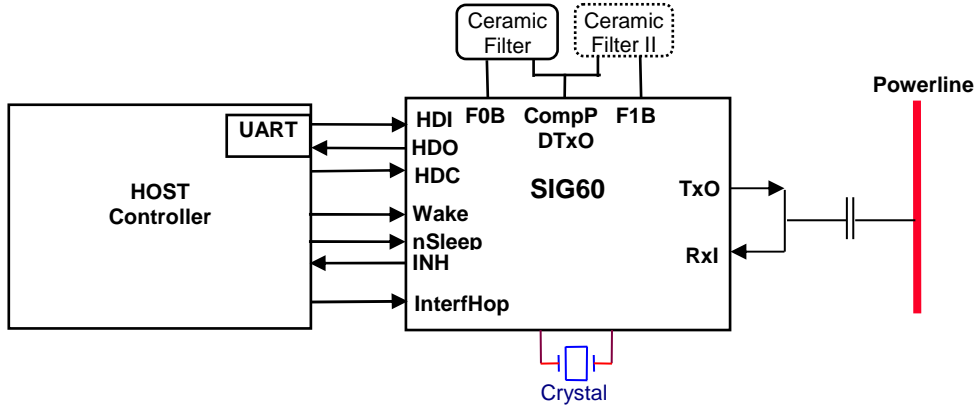 Ceramic
Filter
Ceramic
Filter II
Powerline
UART
HOST
Controller
HDI
HDO
HDC
Wake
nSleep
INH
InterfHop
F0B
CompP
DTxO
F1B
SIG60
TxO
RxI
Crystal